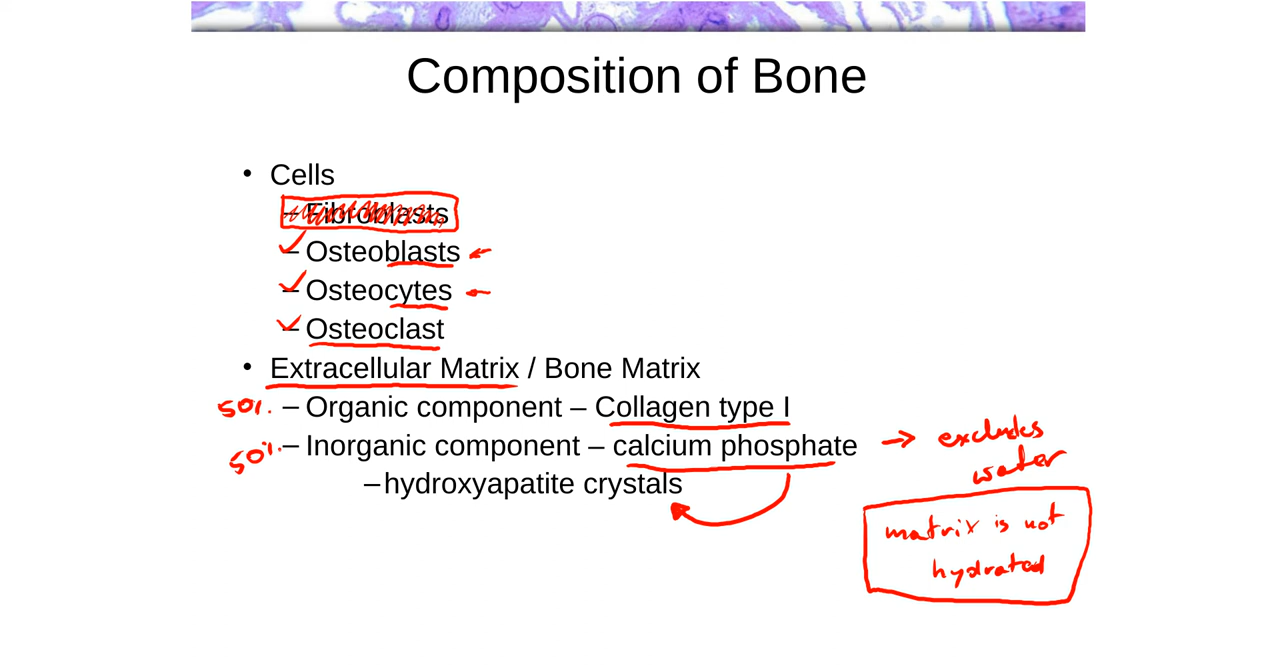 Composition of Bone
• Cells
– Fibroblasts
– Osteoblasts
– Osteocytes
– Osteoclast
• Extracellular Matrix / Bone Matrix
50%. – Organic component – Collagen type I
50%. – Inorganic component – calcium phosphate → excludes
water
– hydroxyapatite crystals
matrix is not
hydrated